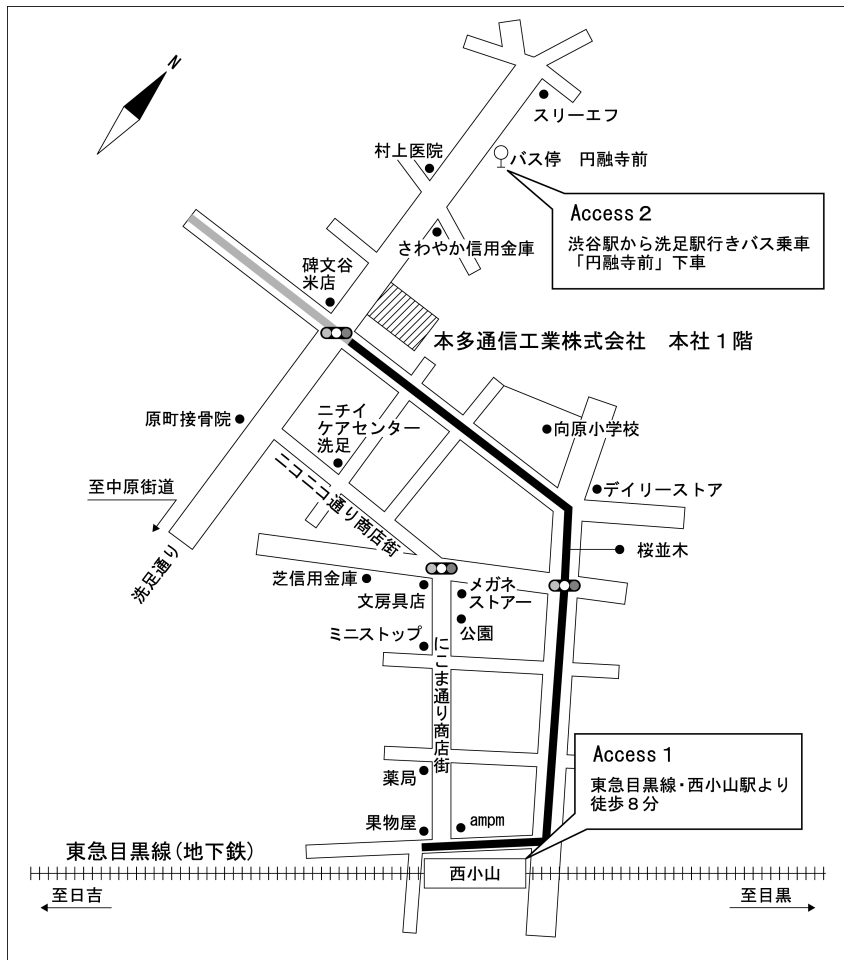 N
スリーエフ
村上医院
バス停　円融寺前
Access 2
渋谷駅から洗足駅行きバス乗車
「円融寺前」下車
さわやか信用金庫
碑文谷
米店
本多通信工業株式会社　本社1階
原町接骨院
ニチイ
ケアセンター
洗足
向原小学校
至中原街道
ニコニコ通り商店街
デイリーストア
洗足通り
桜並木
芝信用金庫
文房具店
メガネ
ストアー
ミニストップ
公園
にこま通り商店街
Access 1
東急目黒線・西小山駅より
徒歩8分
薬局
果物屋
ampm
東急目黒線(地下鉄)
西小山
至日吉
至目黒